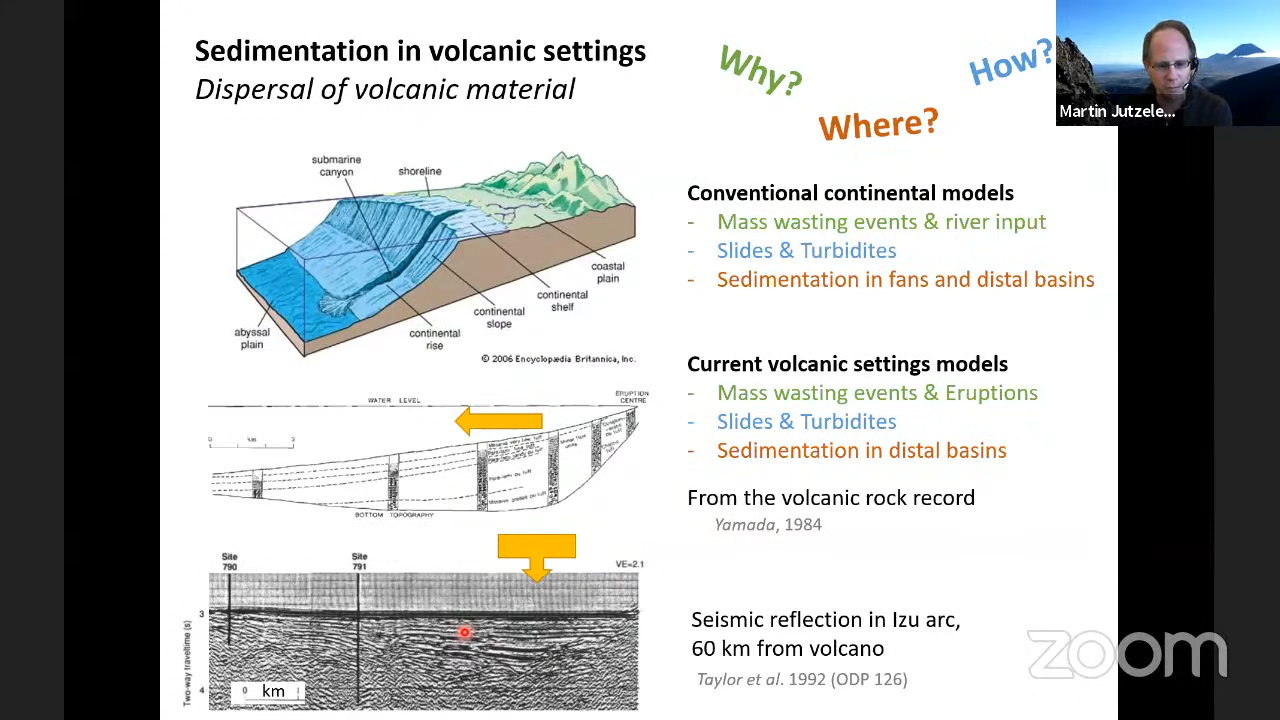 Sedimentation in volcanic settings
Dispersal of volcanic material
Why?
Where?
How?
Martin Jutzele...
submarine
canyon
shoreline
coastal
plain
continental
shelf
continental
slope
continental
rise
abyssal
plain
© 2006 Encyclopædia Britannica, Inc.
Conventional continental models
- Mass wasting events & river input
- Slides & Turbidites
- Sedimentation in fans and distal basins
Current volcanic settings models
- Mass wasting events & Eruptions
- Slides & Turbidites
- Sedimentation in distal basins
From the volcanic rock record
Yamada, 1984
WATER LEVEL
ERUPTION
CENTRE
0 km 3
BOTTOM TOPOGRAPHY
Site
790
Site
791
VE=2.1
Two-way traveltime (s)
3
4
0 km
Seismic reflection in Izu arc,
60 km from volcano
Taylor et al. 1992 (ODP 126)
zoom